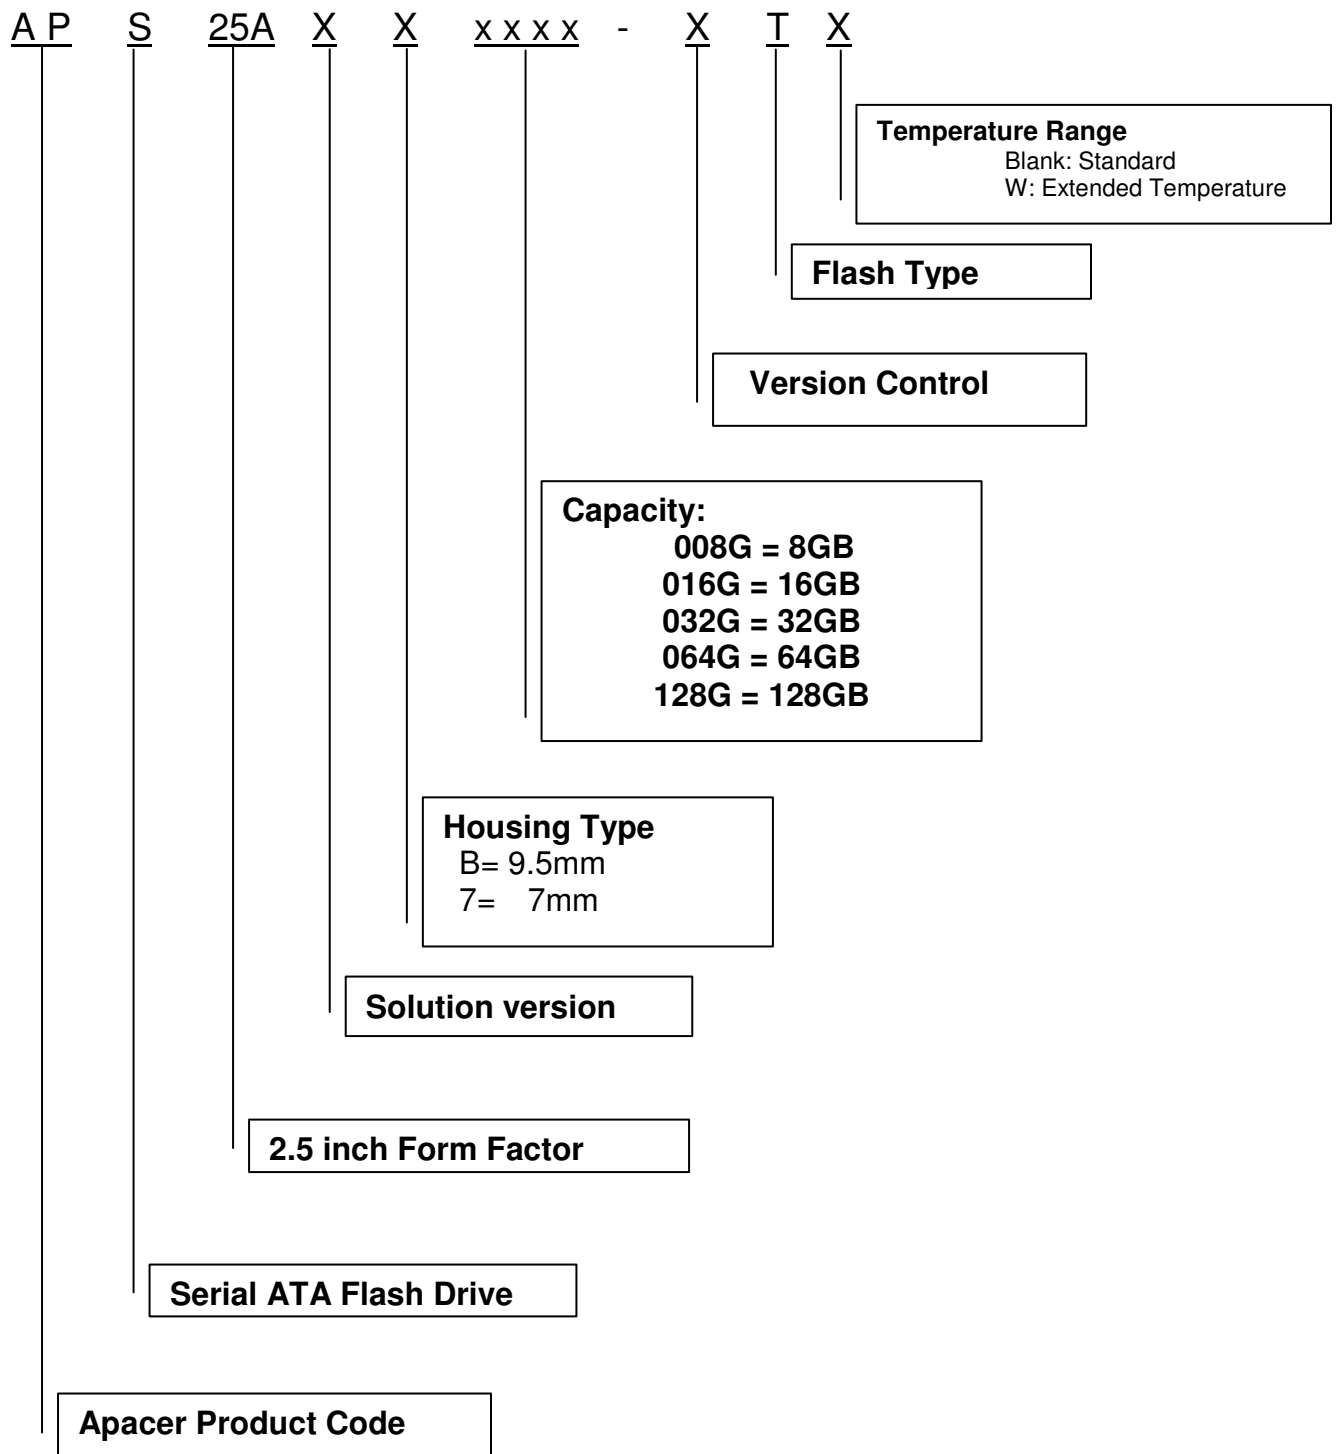 A P S 25A X X x x x x - X T X
Temperature Range
Blank: Standard
W: Extended Temperature
Flash Type
Version Control
Capacity:
008G = 8GB
016G = 16GB
032G = 32GB
064G = 64GB
128G = 128GB
Housing Type
B= 9.5mm
7= 7mm
Solution version
2.5 inch Form Factor
Serial ATA Flash Drive
Apacer Product Code